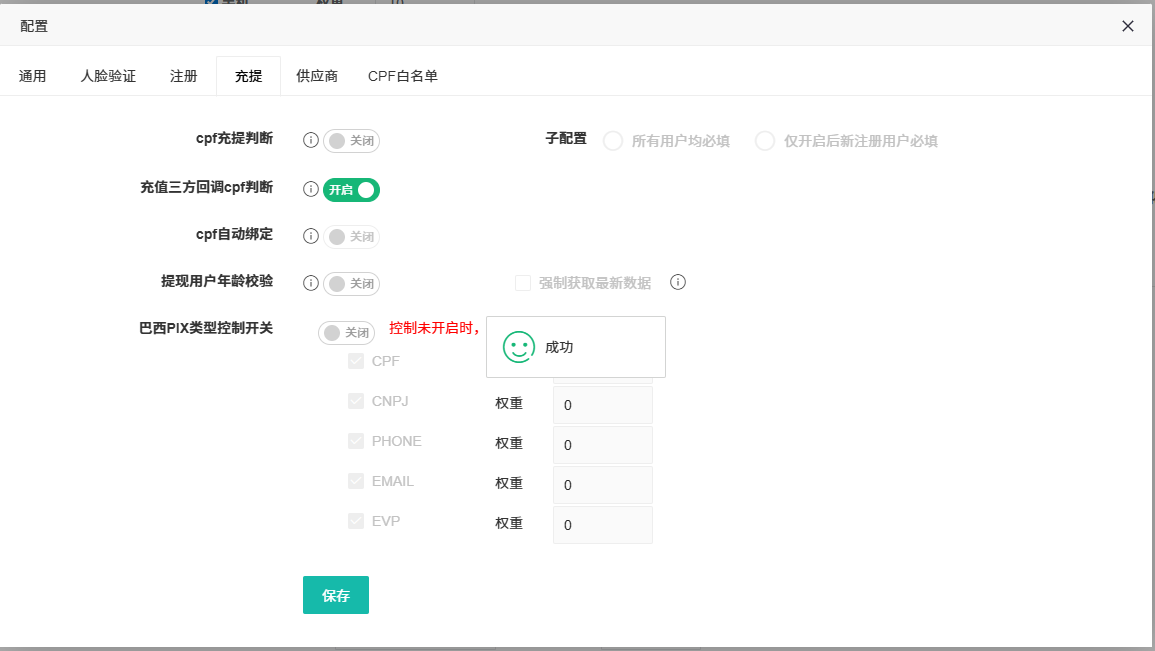 配置
通用 人脸验证 注册 充提 供应商 CPF白名单
cpf充提判断 关闭 子配置 所有用户均必填 仅开启后新注册用户必填
充值三方回调cpf判断 开启
cpf自动绑定 关闭
提现用户年龄校验 关闭 强制获取最新数据
巴西PIX类型控制开关 关闭 控制未开启时，
成功
CPF
CNPJ 权重 0
PHONE 权重 0
EMAIL 权重 0
EVP 权重 0
保存